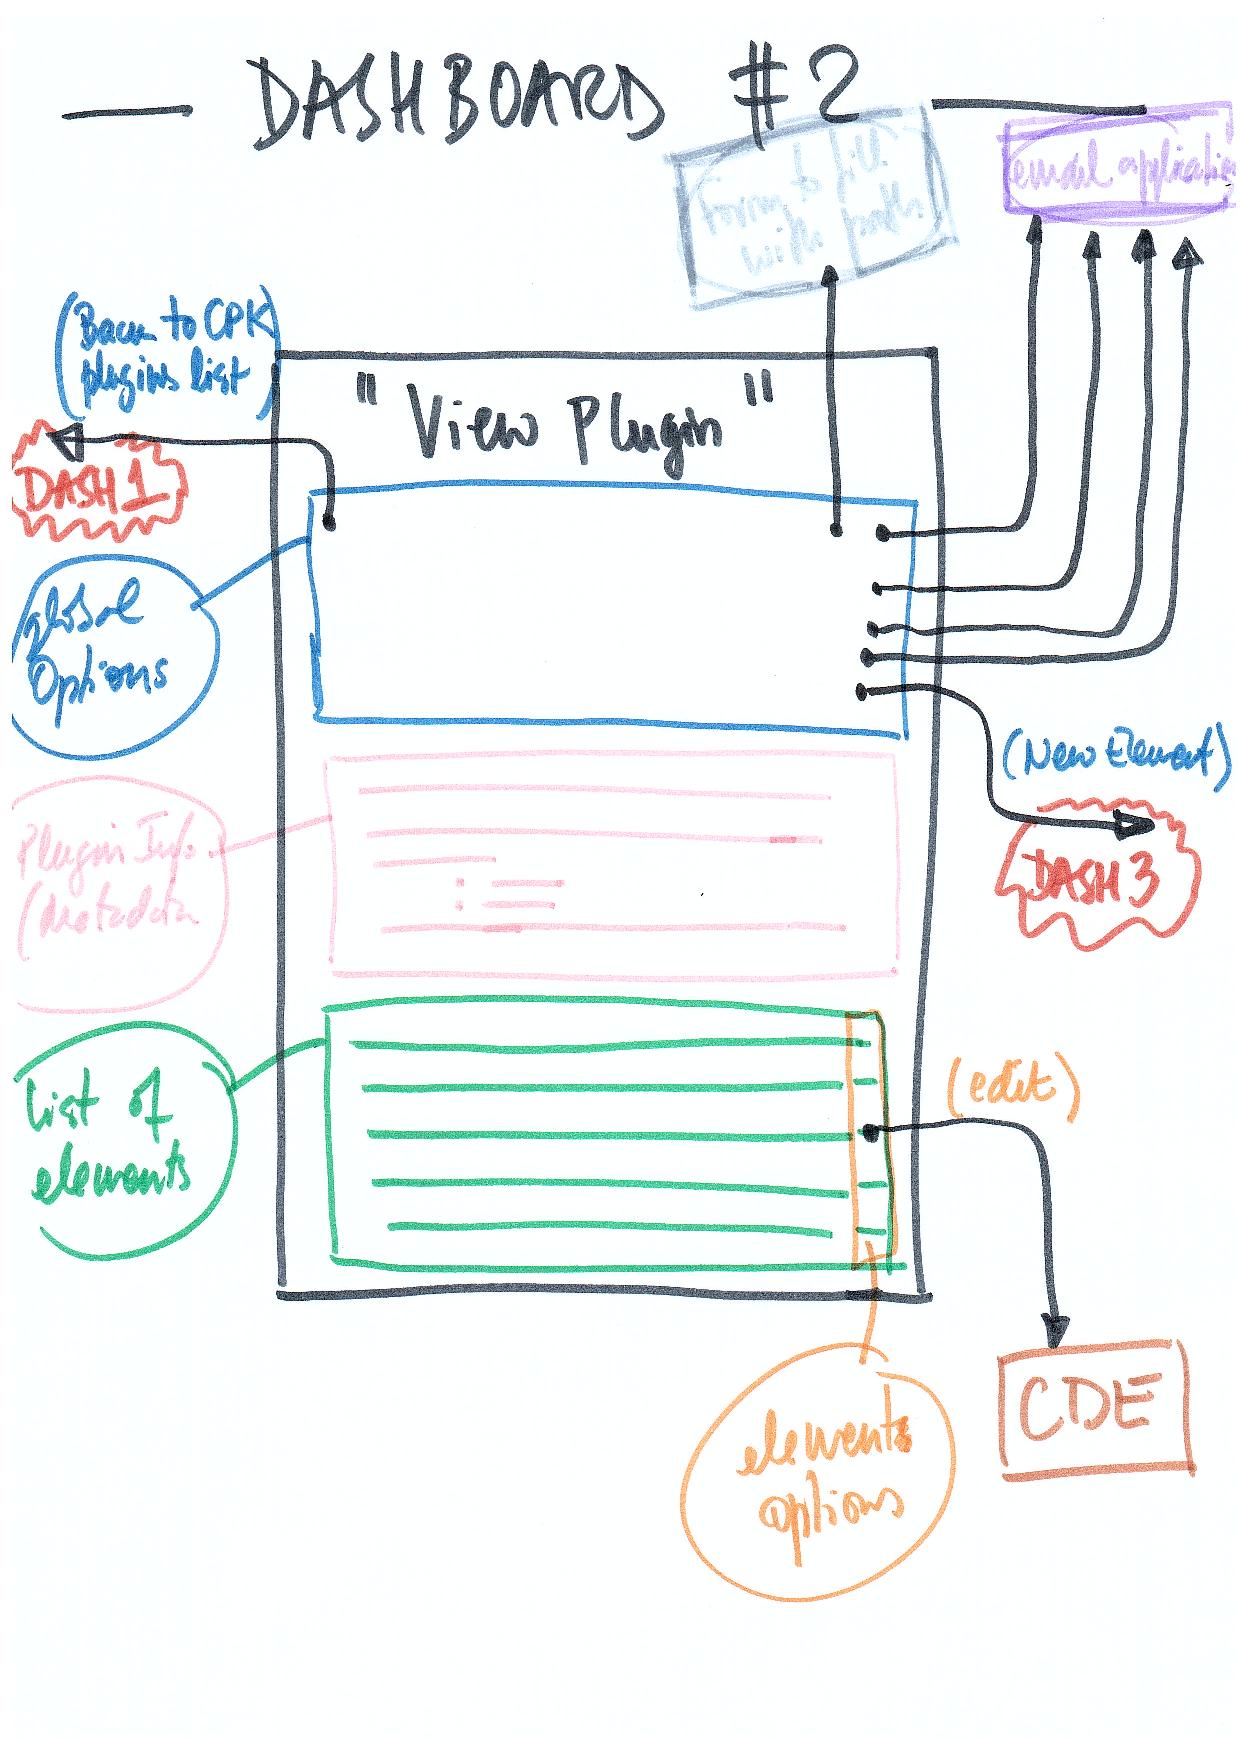 DASHBOARD #2
Form to fill
with path
email application
(Back to CPK
plugins list)
"View Plugin"
DASH 1
global
Options
(New Element)
Plugin Info
(Metadata
DASH 3
List of
elements
(edit)
CDE
elements
options